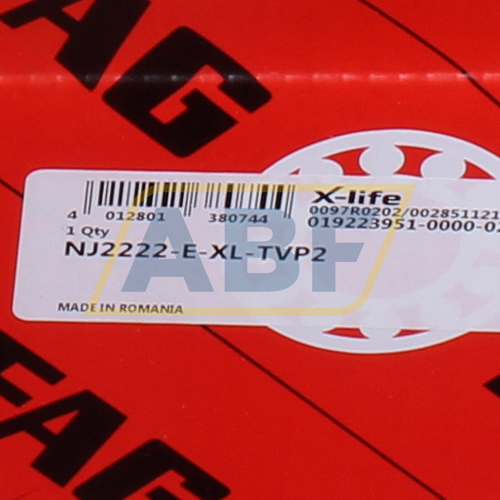 FAG
X-life
4 012801 380744
0097R0202/0028511215
019223951-0000-02
1 Qty
NJ2222-E-XL-TVP2
ABF
MADE IN ROMANIA
FAG